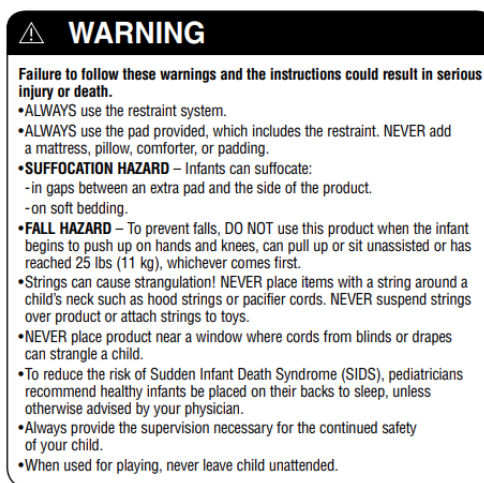 ⚠ WARNING
Failure to follow these warnings and the instructions could result in serious
injury or death.
•ALWAYS use the restraint system.
•ALWAYS use the pad provided, which includes the restraint. NEVER add
a mattress, pillow, comforter, or padding.
•SUFFOCATION HAZARD – Infants can suffocate:
-in gaps between an extra pad and the side of the product.
-on soft bedding.
•FALL HAZARD – To prevent falls, DO NOT use this product when the infant
begins to push up on hands and knees, can pull up or sit unassisted or has
reached 25 lbs (11 kg), whichever comes first.
•Strings can cause strangulation! NEVER place items with a string around a
child’s neck such as hood strings or pacifier cords. NEVER suspend strings
over product or attach strings to toys.
•NEVER place product near a window where cords from blinds or drapes
can strangle a child.
•To reduce the risk of Sudden Infant Death Syndrome (SIDS), pediatricians
recommend healthy infants be placed on their backs to sleep, unless
otherwise advised by your physician.
•Always provide the supervision necessary for the continued safety
of your child.
•When used for playing, never leave child unattended.